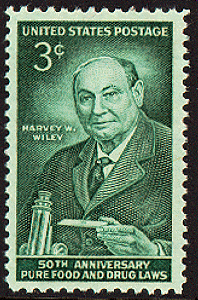 UNITED STATES POSTAGE
3¢
HARVEY W.
WILEY
50TH ANNIVERSARY
PURE FOOD AND DRUG LAWS